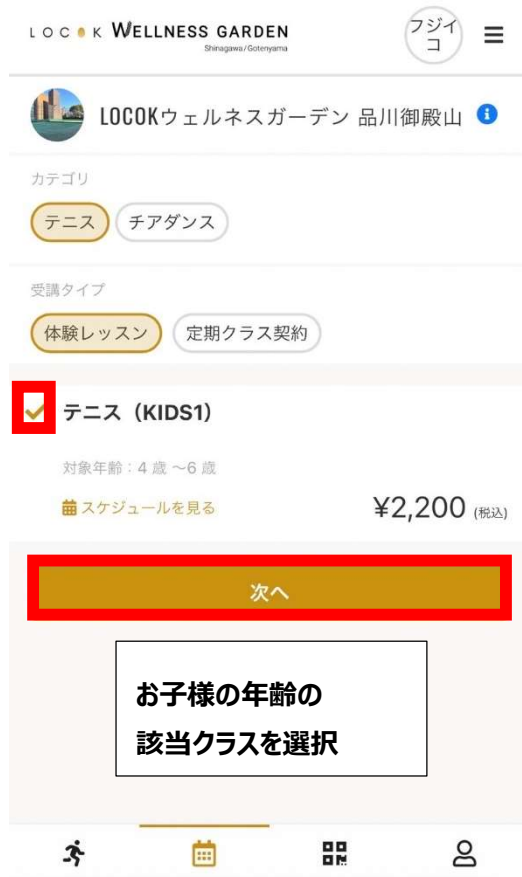 LOCOK WELLNESS GARDEN
Shinagawa/Gotenyama
フジイ
コ
LOCOKウェルネスガーデン 品川御殿山
カテゴリ
テニス チアダンス
受講タイプ
体験レッスン 定期クラス契約
テニス（KIDS1）
対象年齢：4 歳 〜6 歳
スケジュールを見る ¥2,200 (税込)
次へ
お子様の年齢の
該当クラスを選択